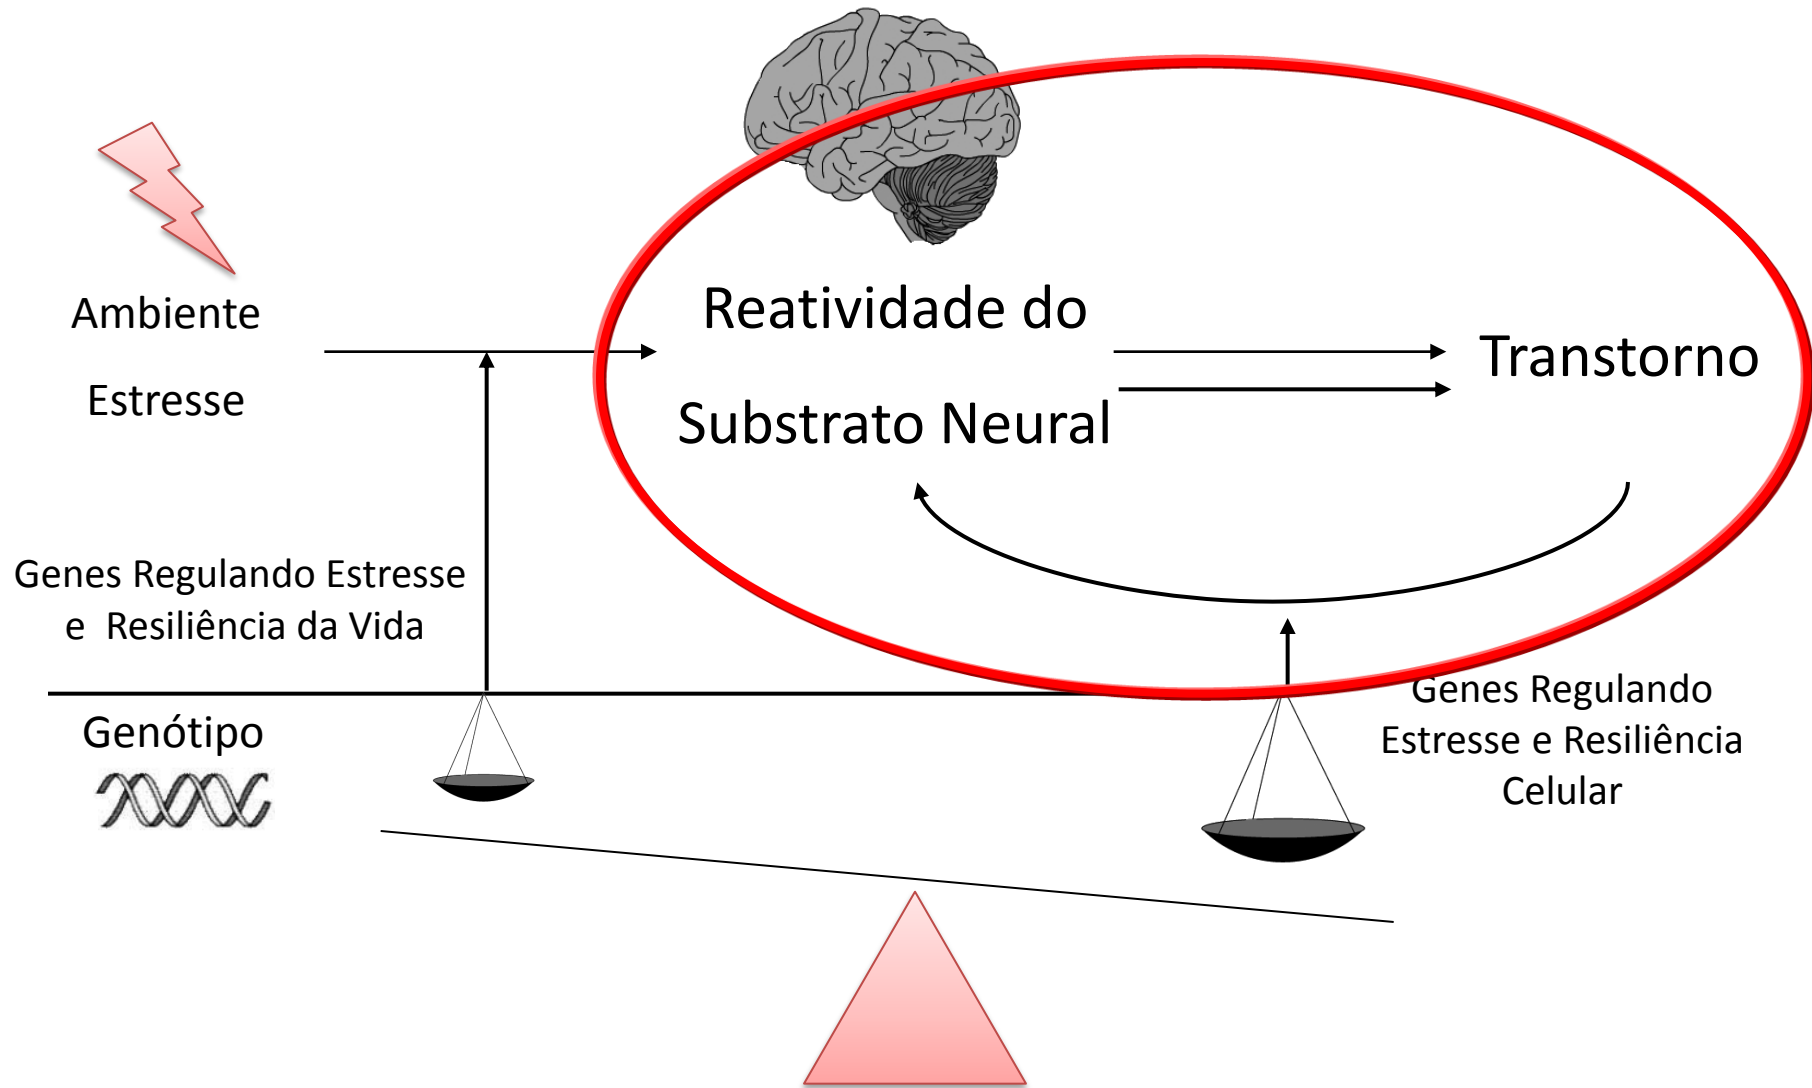 Ambiente
Estresse
Reatividade do
Substrato Neural
Transtorno
Genes Regulando Estresse
e  Resiliência da Vida
Genótipo
Genes Regulando
Estresse e Resiliência
Celular